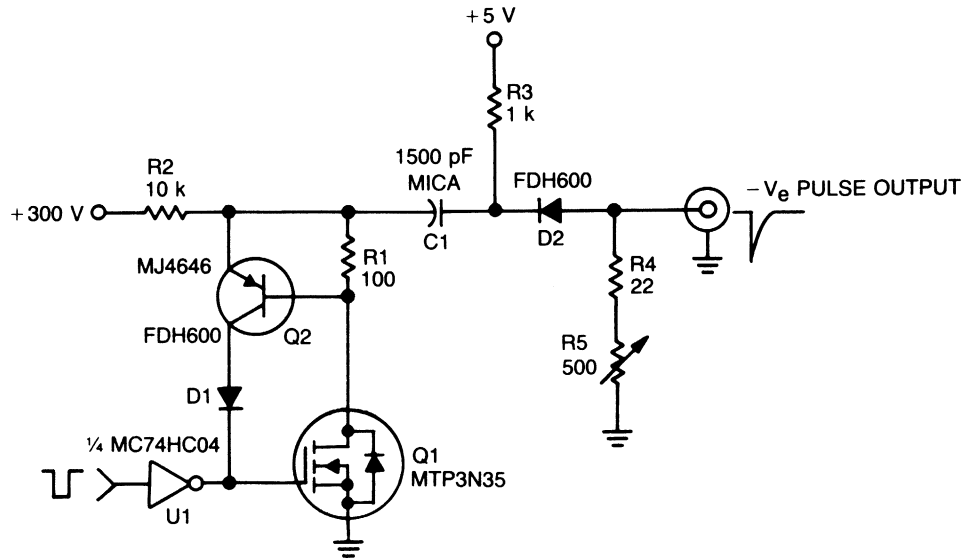 +5 V
R3
1 k
1500 pF
MICA
C1
FDH600
D2
−Ve PULSE OUTPUT
R2
10 k
+300 V
R1
100
MJ4646
Q2
FDH600
D1
R4
22
R5
500
¼ MC74HC04
U1
Q1
MTP3N35